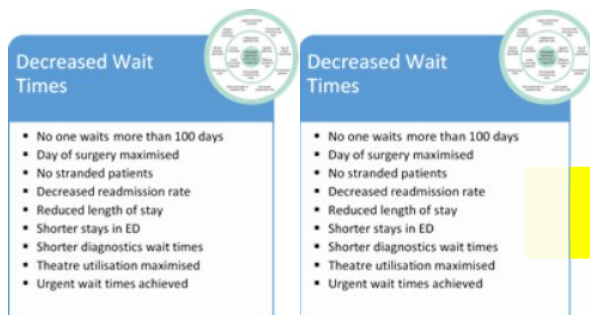 Decreased Wait
Times
No one waits more than 100 days
Day of surgery maximised
No stranded patients
Decreased readmission rate
Reduced length of stay
Shorter stays in ED
Shorter diagnostics wait times
Theatre utilisation maximised
Urgent wait times achieved
Decreased Wait
Times
No one waits more than 100 days
Day of surgery maximised
No stranded patients
Decreased readmission rate
Reduced length of stay
Shorter stays in ED
Shorter diagnostics wait times
Theatre utilisation maximised
Urgent wait times achieved